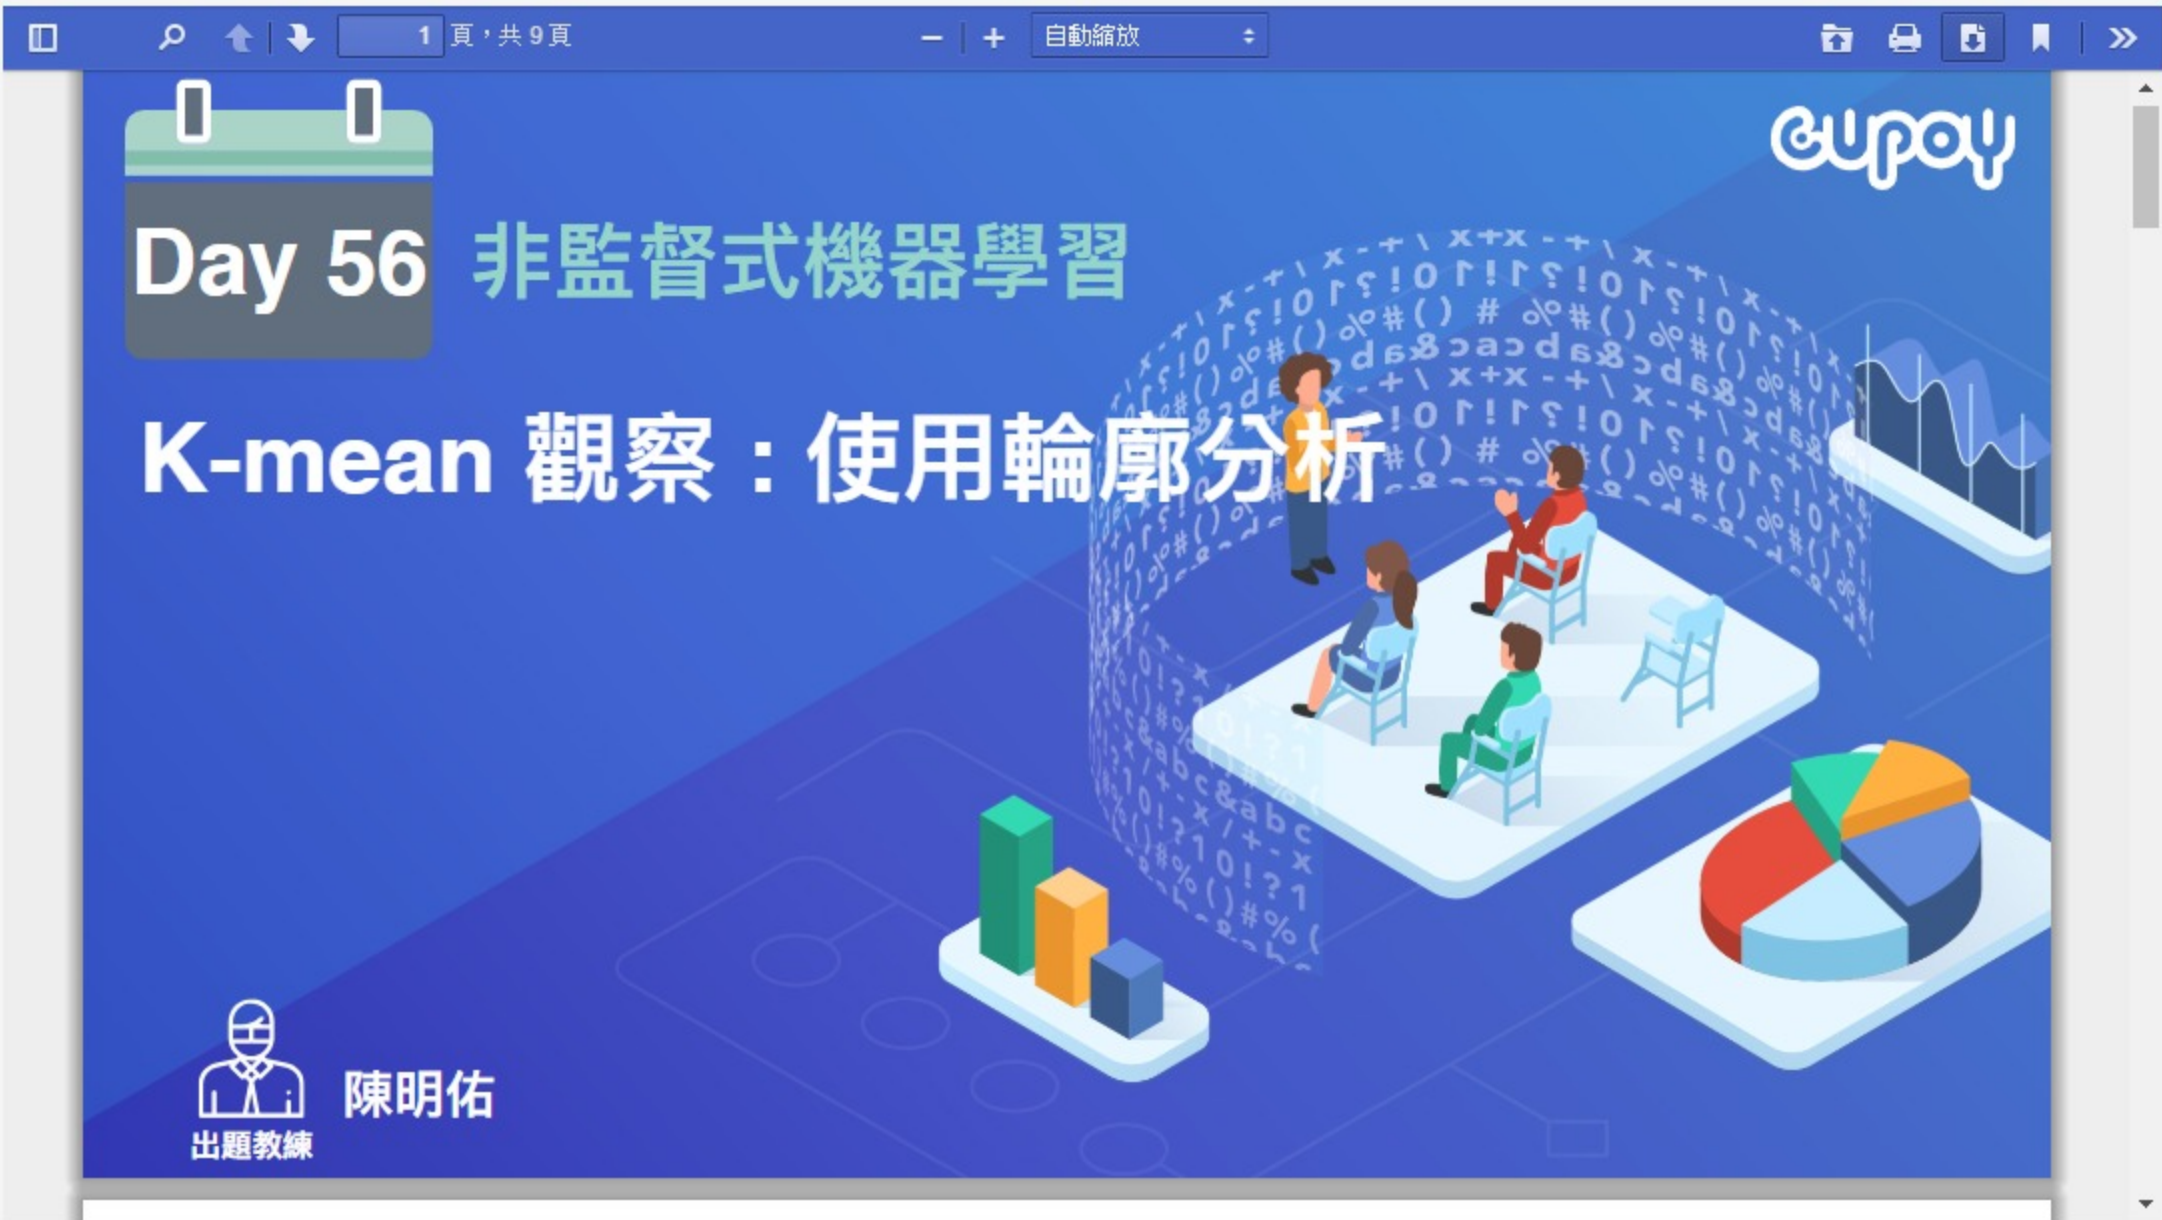 1 頁，共 9 頁
自動縮放
cupoy
Day 56
非監督式機器學習
K-mean 觀察：使用輪廓分析
陳明佑
出題教練